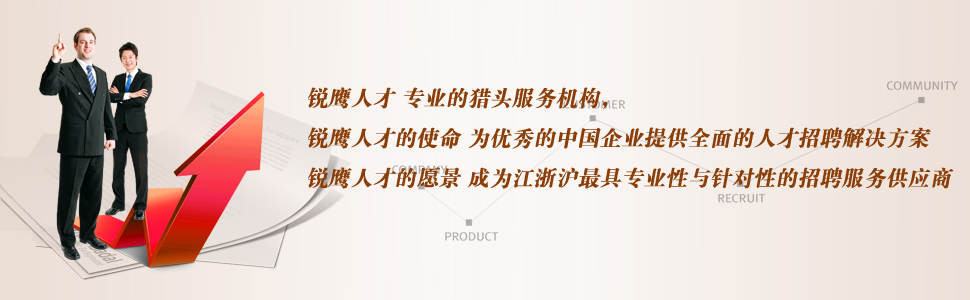 COMMUNITY
锐鹰人才 专业的猎头服务机构,
锐鹰人才的使命 为优秀的中国企业提供全面的人才招聘解决方案
COMPANY
锐鹰人才的愿景 成为江浙沪最具专业性与针对性的招聘服务供应商
RECRUIT
PRODUCT